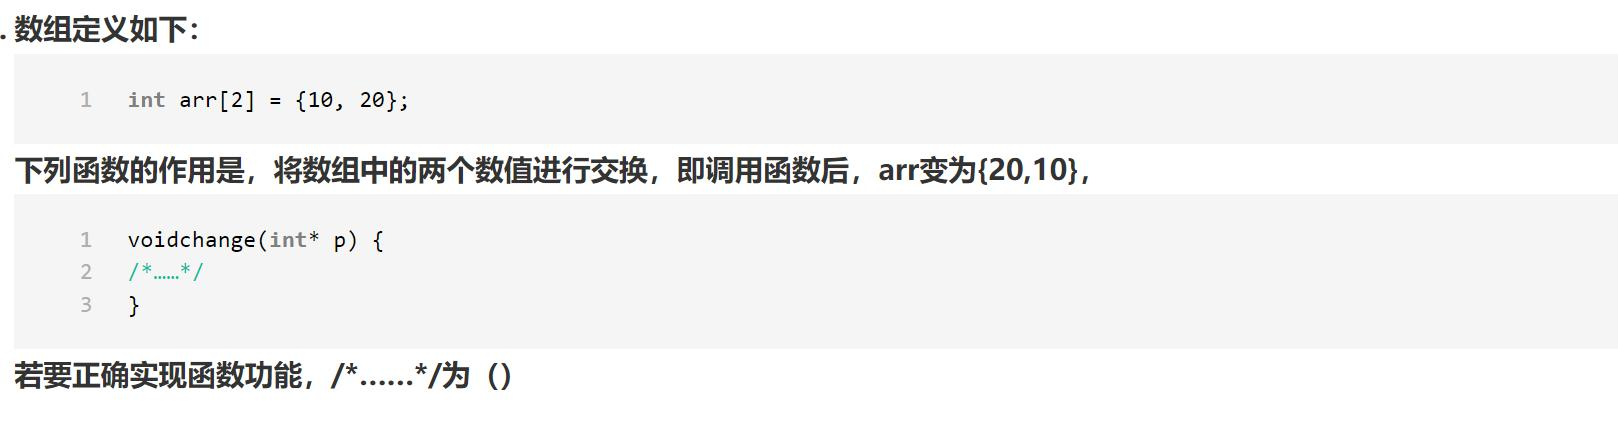 . 数组定义如下：
1 int arr[2] = {10, 20};
下列函数的作用是，将数组中的两个数值进行交换，即调用函数后，arr变为{20,10}，
1 voidchange(int* p) {
2 /*……*/
3 }
若要正确实现函数功能，/*……*/为（）